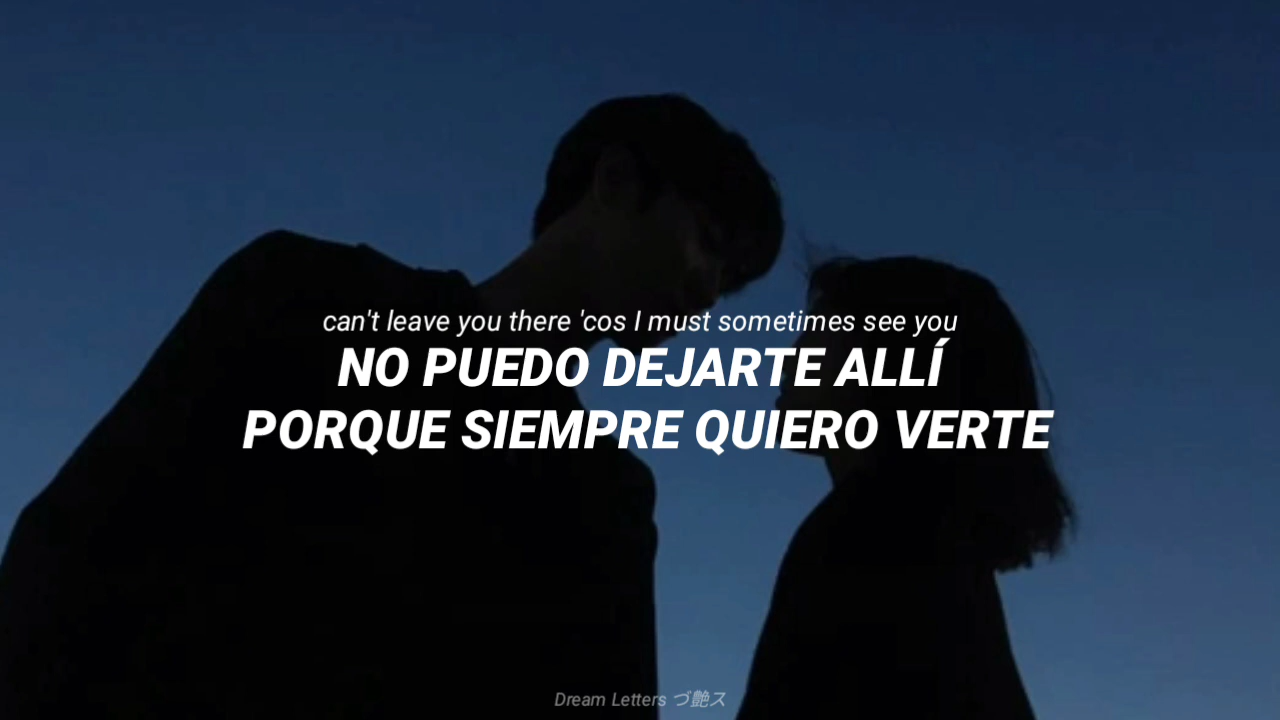 can't leave you there 'cos I must sometimes see you
NO PUEDO DEJARTE ALLÍ
PORQUE SIEMPRE QUIERO VERTE
Dream Letters づ艶ス